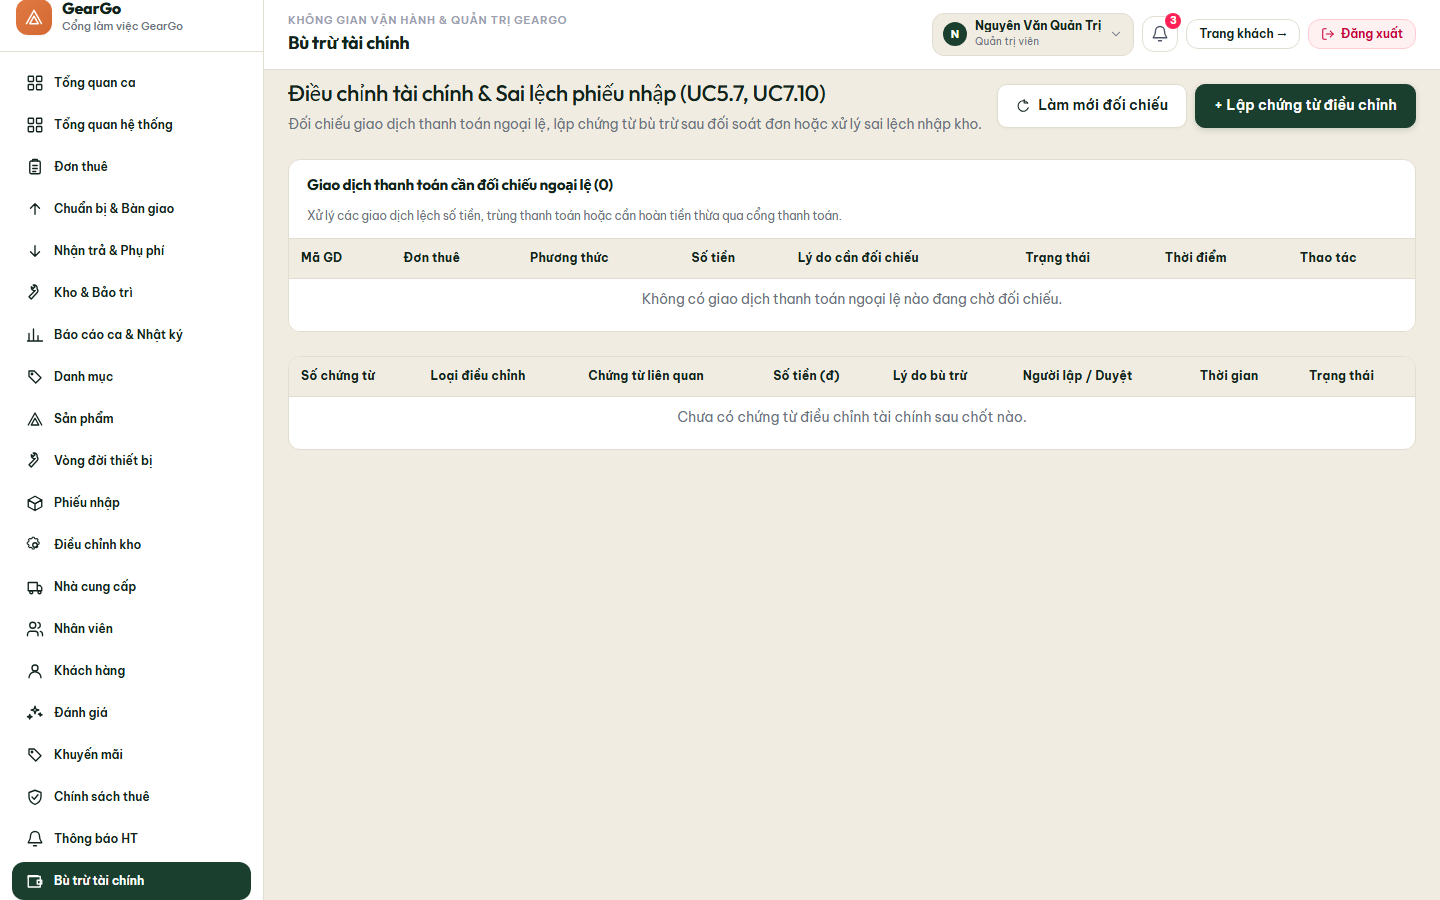 GearGo
Cổng làm việc GearGo
Tổng quan ca
Tổng quan hệ thống
Đơn thuê
Chuẩn bị & Bàn giao
Nhận trả & Phụ phí
Kho & Bảo trì
Báo cáo ca & Nhật ký
Danh mục
Sản phẩm
Vòng đời thiết bị
Phiếu nhập
Điều chỉnh kho
Nhà cung cấp
Nhân viên
Khách hàng
Đánh giá
Khuyến mãi
Chính sách thuê
Thông báo HT
Bù trừ tài chính
KHÔNG GIAN VẬN HÀNH & QUẢN TRỊ GEARGO
Bù trừ tài chính
N
Nguyễn Văn Quản Trị
Quản trị viên
3
Trang khách →
Đăng xuất
Điều chỉnh tài chính & Sai lệch phiếu nhập (UC5.7, UC7.10)
Đối chiếu giao dịch thanh toán ngoại lệ, lập chứng từ bù trừ sau đối soát đơn hoặc xử lý sai lệch nhập kho.
Làm mới đối chiếu
+ Lập chứng từ điều chỉnh
Giao dịch thanh toán cần đối chiếu ngoại lệ (0)
Xử lý các giao dịch lệch số tiền, trùng thanh toán hoặc cần hoàn tiền thừa qua cổng thanh toán.
Mã GD Đơn thuê Phương thức Số tiền Lý do cần đối chiếu Trạng thái Thời điểm Thao tác
Không có giao dịch thanh toán ngoại lệ nào đang chờ đối chiếu.
Số chứng từ Loại điều chỉnh Chứng từ liên quan Số tiền (đ) Lý do bù trừ Người lập / Duyệt Thời gian Trạng thái
Chưa có chứng từ điều chỉnh tài chính sau chốt nào.